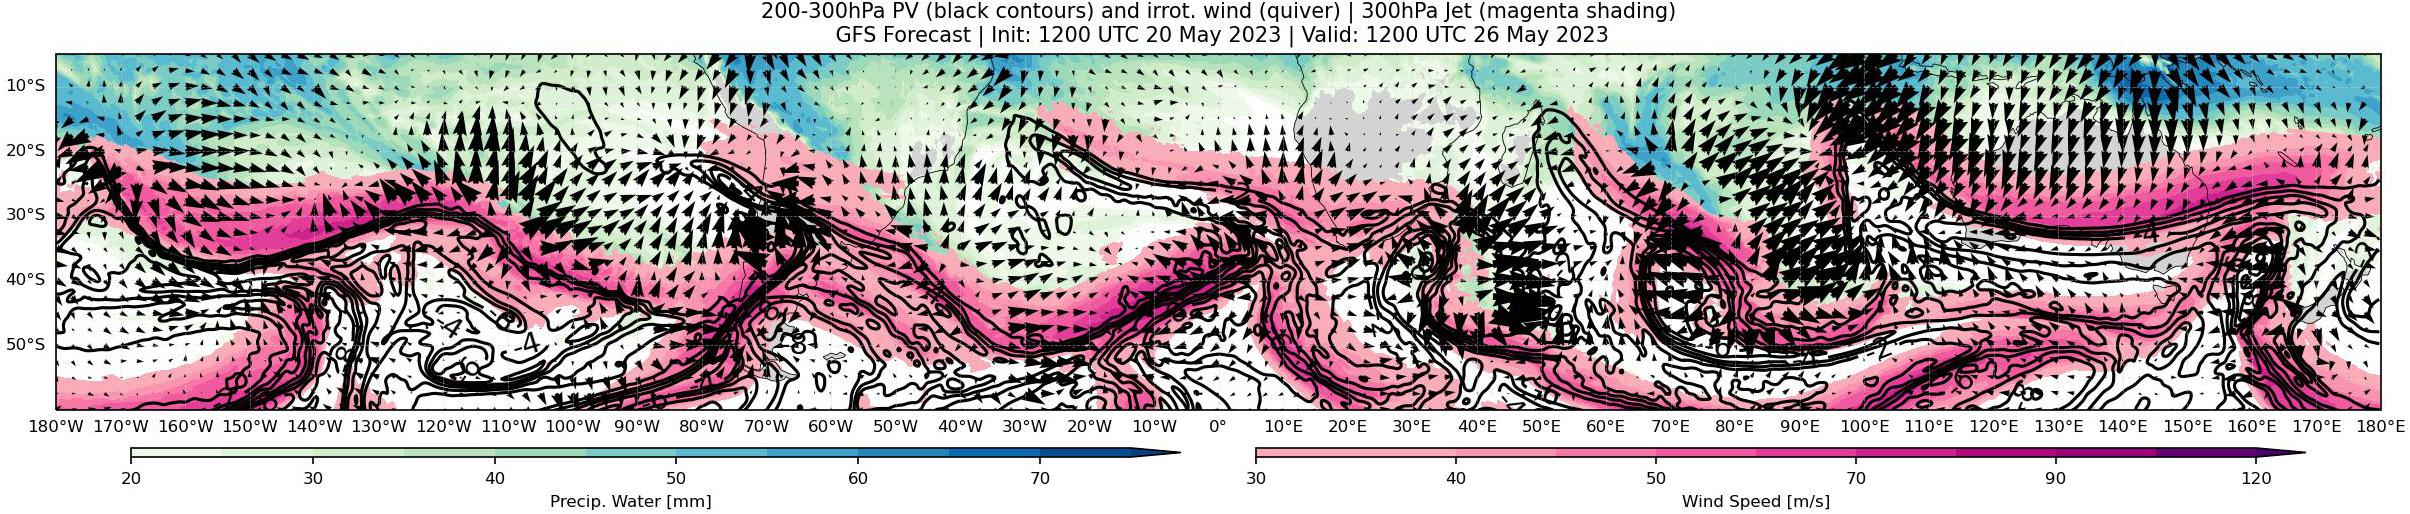 200-300hPa PV (black contours) and irrot. wind (quiver) | 300hPa Jet (magenta shading)
GFS Forecast | Init: 1200 UTC 20 May 2023 | Valid: 1200 UTC 26 May 2023
10°S
20°S
30°S
40°S
50°S
180°W 170°W 160°W 150°W 140°W 130°W 120°W 110°W 100°W 90°W 80°W 70°W 60°W 50°W 40°W 30°W 20°W 10°W 0° 10°E 20°E 30°E 40°E 50°E 60°E 70°E 80°E 90°E 100°E 110°E 120°E 130°E 140°E 150°E 160°E 170°E 180°E
20 30 40 50 60 70
Precip. Water [mm]
30 40 50 70 90 120
Wind Speed [m/s]